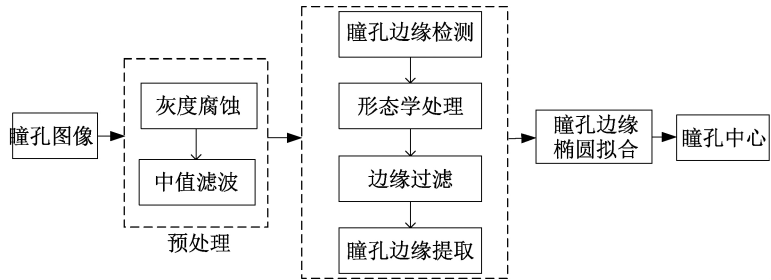 瞳孔图像
灰度腐蚀
中值滤波
预处理
瞳孔边缘检测
形态学处理
边缘过滤
瞳孔边缘提取
瞳孔边缘
椭圆拟合
瞳孔中心